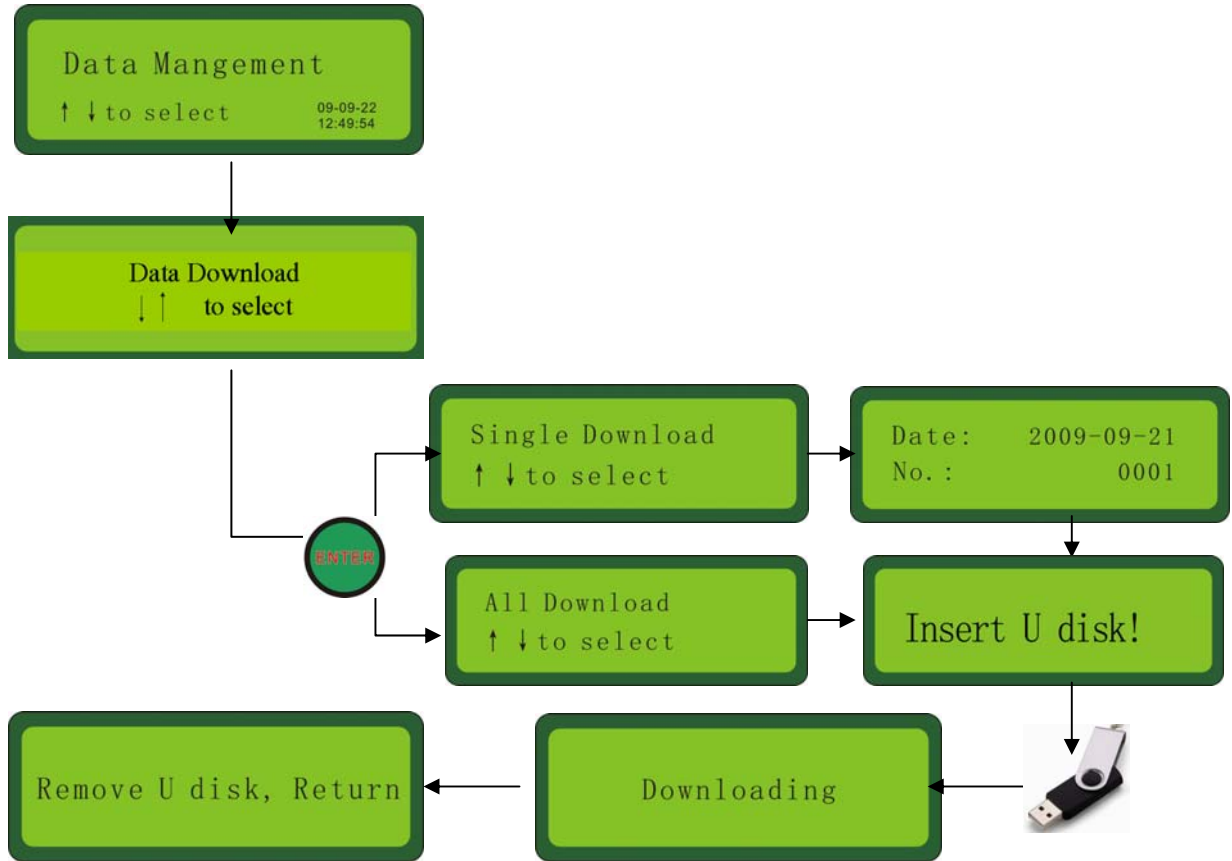 Data Mangement
↑ ↓to select
09-09-22
12:49:54
Data Download
↓↑ to select
ENTER
Single Download
↑ ↓to select
Date: 2009-09-21
No.: 0001
All Download
↑ ↓to select
Insert U disk!
Downloading
Remove U disk, Return